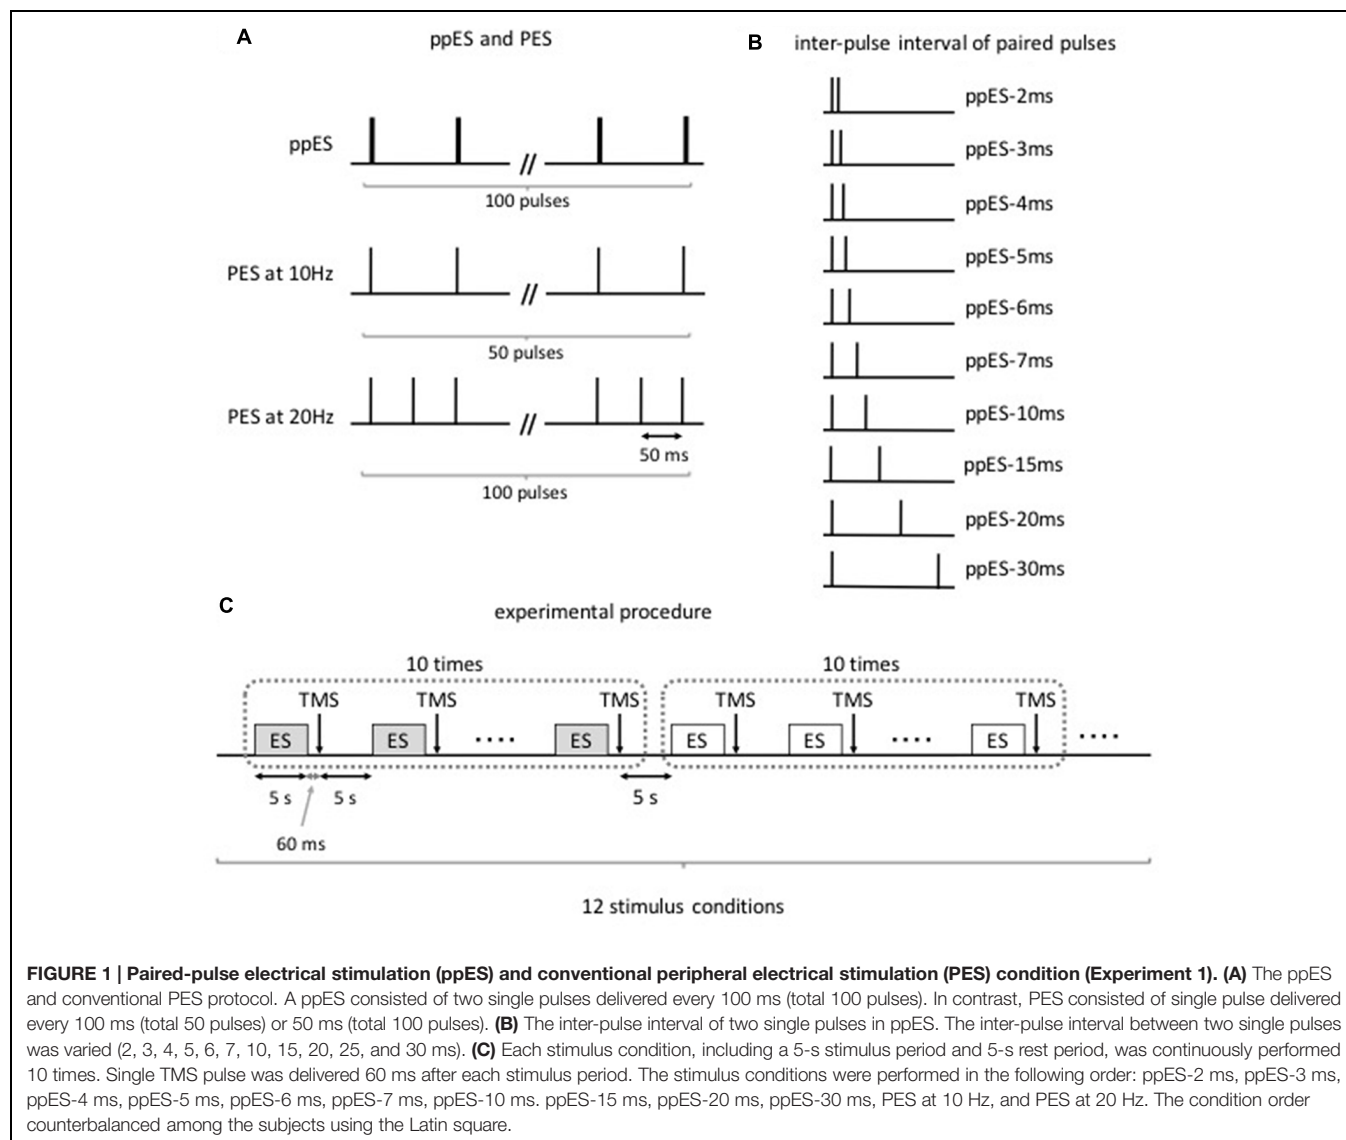 A
ppES and PES
ppES
100 pulses
PES at 10Hz
50 pulses
PES at 20Hz
50 ms
100 pulses
B
inter-pulse interval of paired pulses
ppES-2ms
ppES-3ms
ppES-4ms
ppES-5ms
ppES-6ms
ppES-7ms
ppES-10ms
ppES-15ms
ppES-20ms
ppES-30ms
C
experimental procedure
10 times
10 times
TMS TMS TMS TMS TMS TMS
ES ES .... ES ES ES .... ES ....
5 s 5 s 5 s
60 ms
12 stimulus conditions
FIGURE 1 | Paired-pulse electrical stimulation (ppES) and conventional peripheral electrical stimulation (PES) condition (Experiment 1). (A) The ppES
and conventional PES protocol. A ppES consisted of two single pulses delivered every 100 ms (total 100 pulses). In contrast, PES consisted of single pulse delivered
every 100 ms (total 50 pulses) or 50 ms (total 100 pulses). (B) The inter-pulse interval of two single pulses in ppES. The inter-pulse interval between two single pulses
was varied (2, 3, 4, 5, 6, 7, 10, 15, 20, 25, and 30 ms). (C) Each stimulus condition, including a 5-s stimulus period and 5-s rest period, was continuously performed
10 times. Single TMS pulse was delivered 60 ms after each stimulus period. The stimulus conditions were performed in the following order: ppES-2 ms, ppES-3 ms,
ppES-4 ms, ppES-5 ms, ppES-6 ms, ppES-7 ms, ppES-10 ms. ppES-15 ms, ppES-20 ms, ppES-30 ms, PES at 10 Hz, and PES at 20 Hz. The condition order
counterbalanced among the subjects using the Latin square.